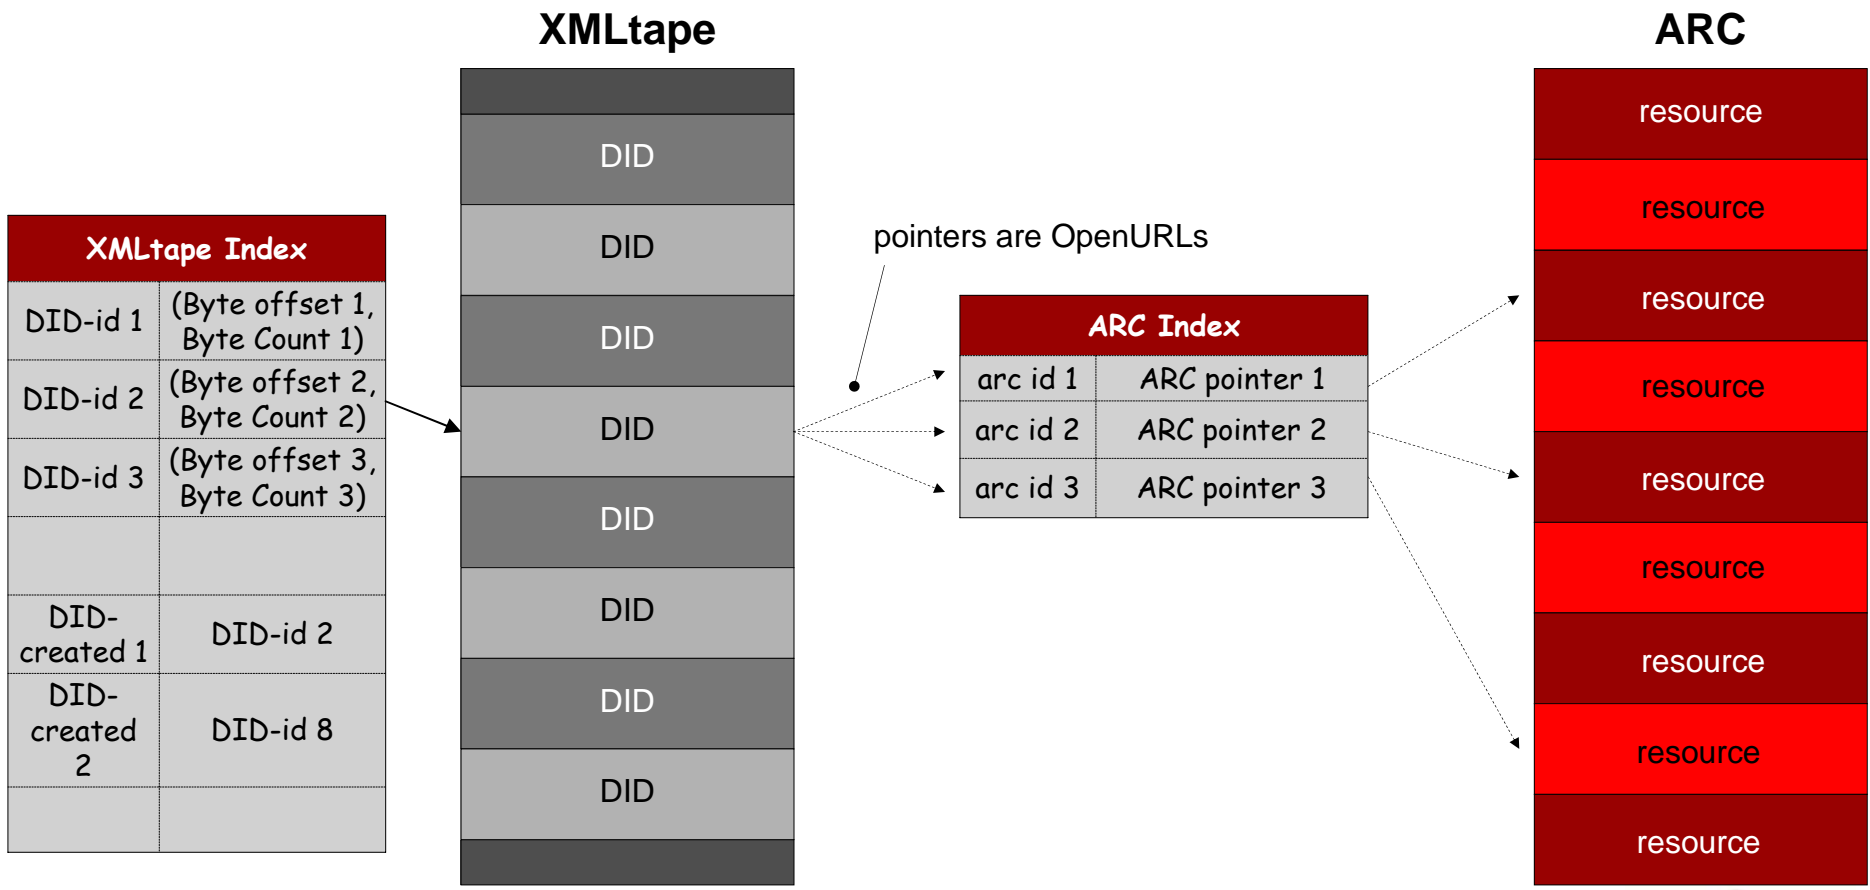 XMLtape
ARC
XMLtape Index
DID-id 1
(Byte offset 1,
Byte Count 1)
DID-id 2
(Byte offset 2,
Byte Count 2)
DID-id 3
(Byte offset 3,
Byte Count 3)
DID-
created 1
DID-id 2
DID-
created
2
DID-id 8
DID
DID
DID
DID
DID
DID
DID
DID
pointers are OpenURLs
ARC Index
arc id 1
ARC pointer 1
arc id 2
ARC pointer 2
arc id 3
ARC pointer 3
resource
resource
resource
resource
resource
resource
resource
resource
resource